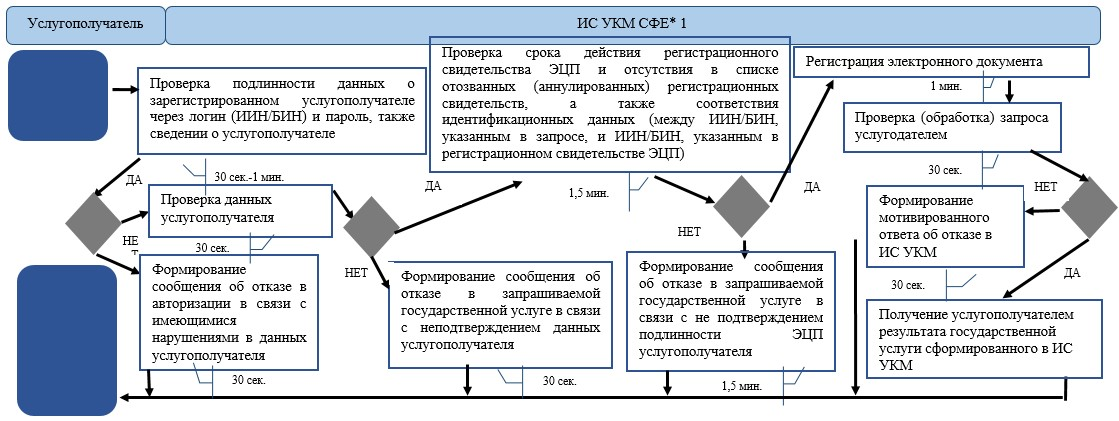 Услугополучатель
ИС УКМ СФЕ* 1
Проверка подлинности данных о
зарегистрированном услугополучателе
через логин (ИИН/БИН) и пароль, также
сведении о услугополучателе
Проверка срока действия регистрационного
свидетельства ЭЦП и отсутствия в списке
отозванных (аннулированных) регистрационных
свидетельств, а также соответствия
идентификационных данных (между ИИН/БИН,
указанным в запросе, и ИИН/БИН, указанным в
регистрационном свидетельстве ЭЦП)
Регистрация электронного документа
1 мин.
Проверка (обработка) запроса
услугодателем
ДА
30 сек.-1 мин.
ДА
1,5 мин.
ДА
30 сек.
НЕТ
Проверка данных
услугополучателя
НЕ
Т
30 сек.
НЕТ
НЕТ
Формирование
мотивированного
ответа об отказе в
ИС УКМ
30 сек.
ДА
Формирование
сообщения об отказе в
авторизации в связи с
имеющимися
нарушениями в данных
услугополучателя
30 сек.
Формирование сообщения об
отказе в запрашиваемой
государственной услуге в связи
с неподтверждением данных
услугополучателя
30 сек.
Формирование сообщения
об отказе в запрашиваемой
государственной услуге в
связи с не подтверждением
подлинности ЭЦП
услугополучателя
1,5 мин.
Получение услугополучателем
результата государственной
услуги сформированного в ИС
УКМ